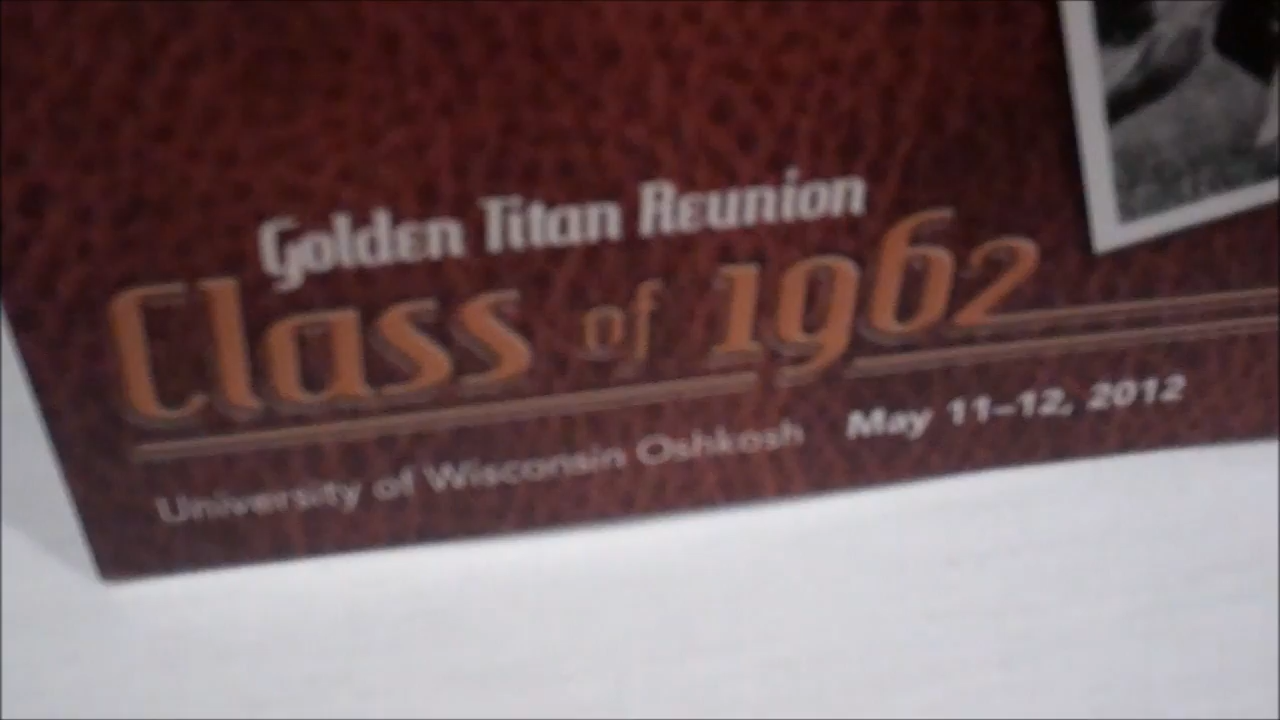 Golden Titan Reunion
Class of 1962
University of Wisconsin Oshkosh May 11–12, 2012